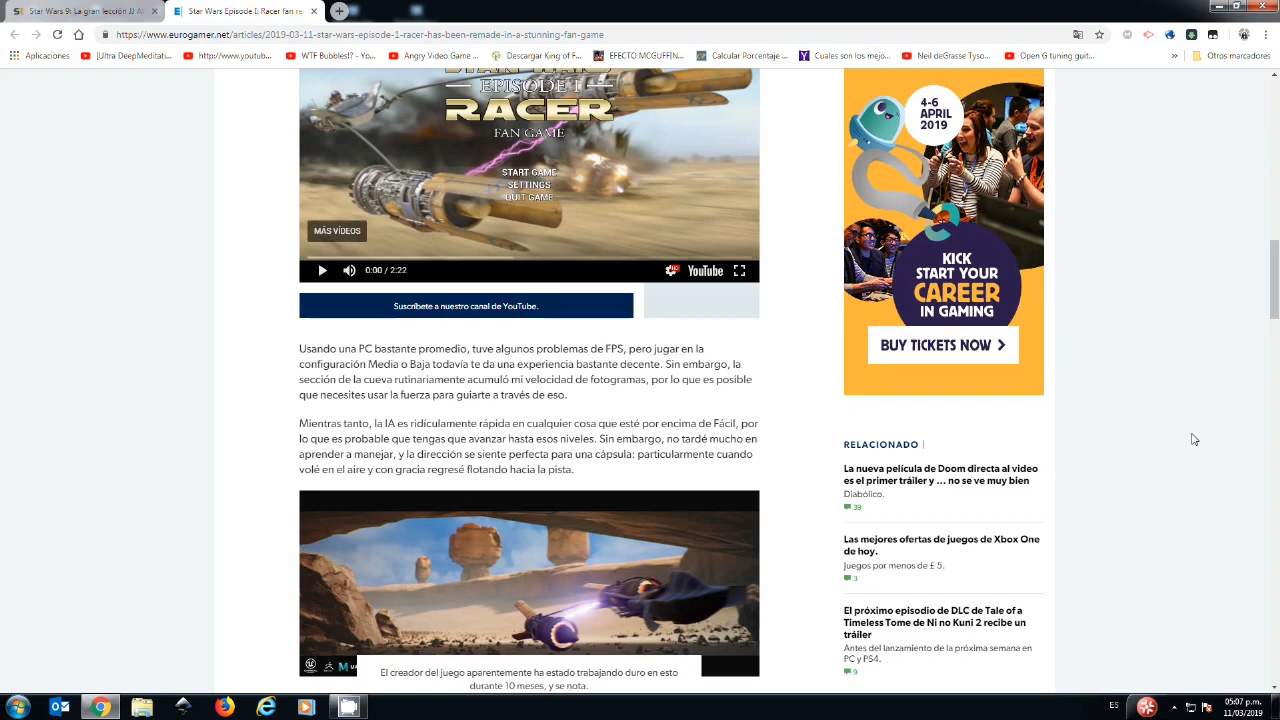 Star Wars 9: La gran lección JJ A
Star Wars Episode 1 Racer fan re
https://www.eurogamer.net/articles/2019-03-11-star-wars-episode-1-racer-has-been-remade-in-a-stunning-fan-game
Aplicaciones
[Ultra DeepMeditati...
http//www.youtub...
WTF Bubbles!? - Yo...
Angry Video Game...
Descargar King of F...
EFECTO MCGUFFIN...
Calcular Porcentaje ...
Cuales son los mejo...
Neil deGrasse Tyso...
Open G tuning guit...
»
Otros marcadores
STAR WARS
EPISODE I
RACER
FAN GAME
START GAME
SETTINGS
QUIT GAME
MÁS VÍDEOS
0:00 / 2:22
HD
YouTube
Suscríbete a nuestro canal de YouTube.
Usando una PC bastante promedio, tuve algunos problemas de FPS, pero jugar en la
configuración Media o Baja todavía te da una experiencia bastante decente. Sin embargo, la
sección de la cueva rutinariamente acumuló mi velocidad de fotogramas, por lo que es posible
que necesites usar la fuerza para guiarte a través de eso.
Mientras tanto, la IA es ridículamente rápida en cualquier cosa que esté por encima de Fácil, por
lo que es probable que tengas que avanzar hasta esos niveles. Sin embargo, no tardé mucho en
aprender a manejar, y la dirección se siente perfecta para una cápsula: particularmente cuando
volé en el aire y con gracia regresé flotando hacia la pista.
El creador del juego aparentemente ha estado trabajando duro en esto
durante 10 meses, y se nota.
4-6
APRIL
2019
KICK
START YOUR
CAREER
IN GAMING
BUY TICKETS NOW
RELACIONADO
La nueva película de Doom directa al video
es el primer tráiler y ... no se ve muy bien
Diabólico.
39
Las mejores ofertas de juegos de Xbox One
de hoy.
Juegos por menos de £ 5.
3
El próximo episodio de DLC de Tale of a
Timeless Tome de Ni no Kuni 2 recibe un
tráiler
Antes del lanzamiento de la próxima semana en
PC y PS4.
9
ES
05:07 p.m.
11/03/2019